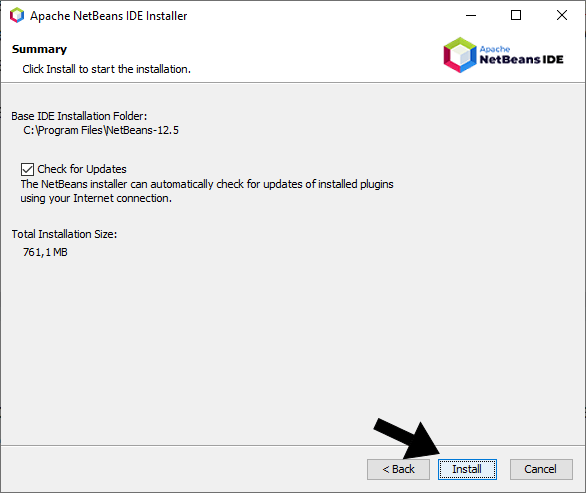 Apache NetBeans IDE Installer
Summary
Click Install to start the installation.
Apache
NetBeans IDE
Base IDE Installation Folder:
C:\Program Files\NetBeans-12.5
Check for Updates
The NetBeans installer can automatically check for updates of installed plugins
using your Internet connection.
Total Installation Size:
761,1 MB
< Back
Install
Cancel